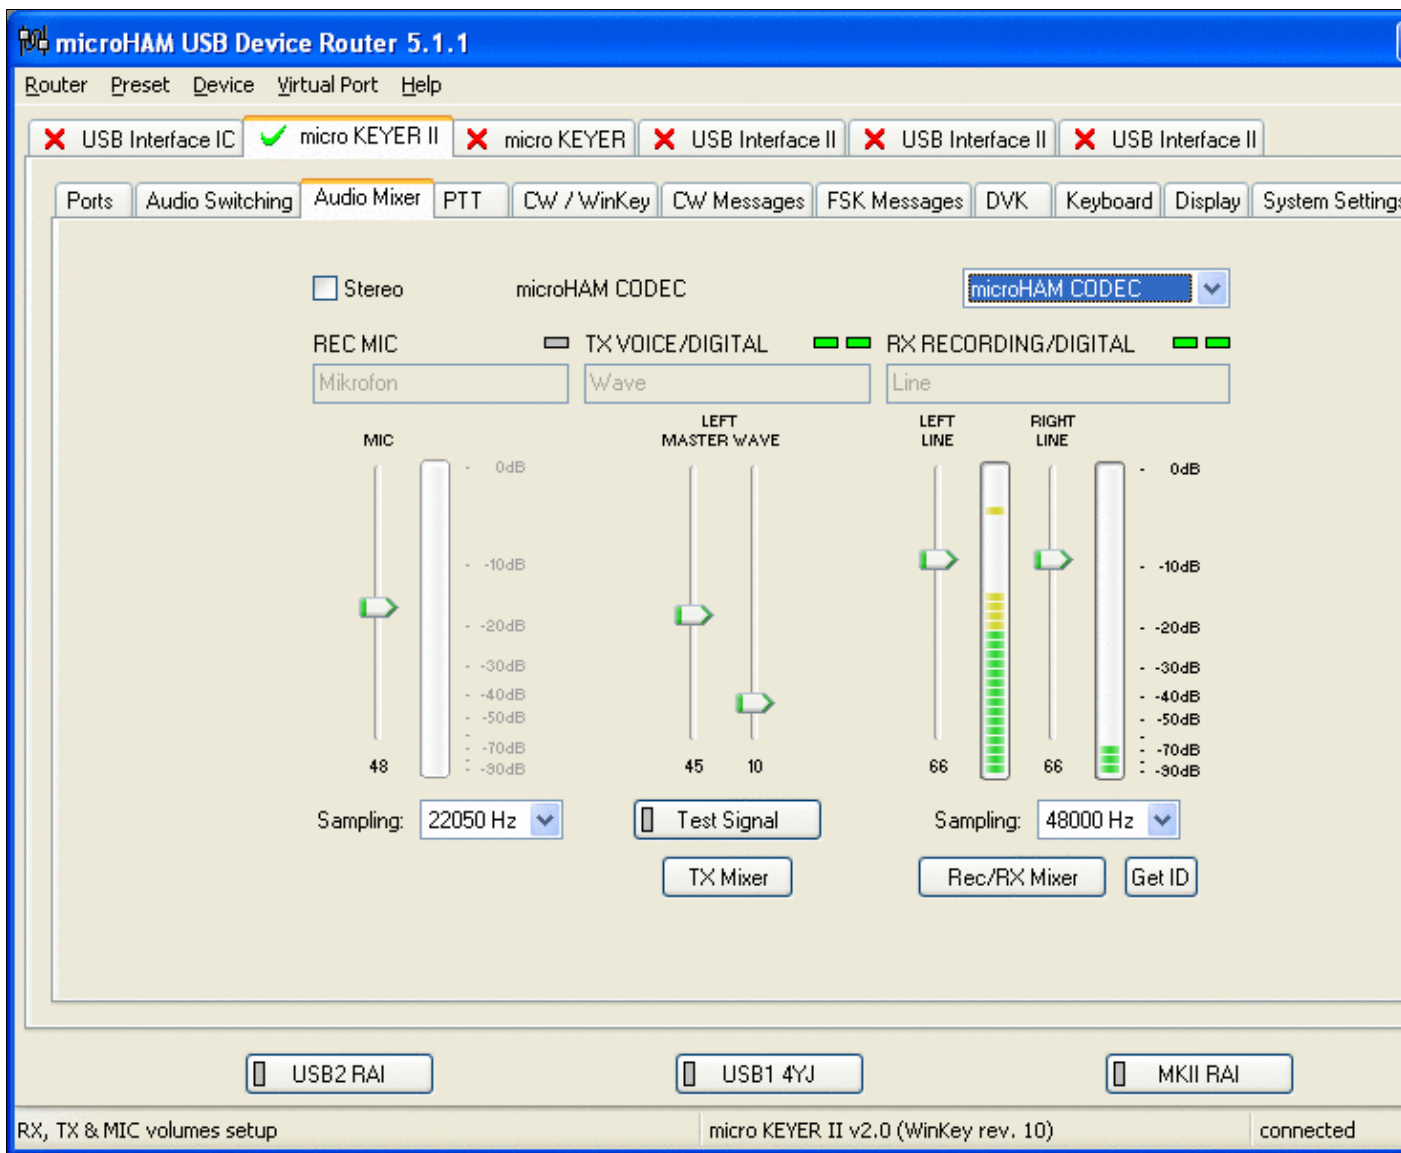 microHAM USB Device Router 5.1.1
Router Preset Device Virtual Port Help
USB Interface IC micro KEYER II micro KEYER USB Interface II USB Interface II USB Interface II
Ports Audio Switching Audio Mixer PTT CW / WinKey CW Messages FSK Messages DVK Keyboard Display System Settings
Stereo microHAM CODEC microHAM CODEC
REC MIC TX VOICE/DIGITAL RX RECORDING/DIGITAL
Mikrofon Wave Line
LEFT LEFT RIGHT
MIC MASTER WAVE LINE LINE
- 0dB - 0dB
- -10dB - -10dB
- -20dB - -20dB
- -30dB - -30dB
- -40dB - -40dB
- -50dB - -50dB
- -70dB - -70dB
48 45 10 66 66 - -90dB - -90dB
Sampling: 22050 Hz Test Signal Sampling: 48000 Hz
TX Mixer Rec/RX Mixer Get ID
USB2 RAI USB1 4YJ MKII RAI
RX, TX & MIC volumes setup micro KEYER II v2.0 (WinKey rev. 10) connected